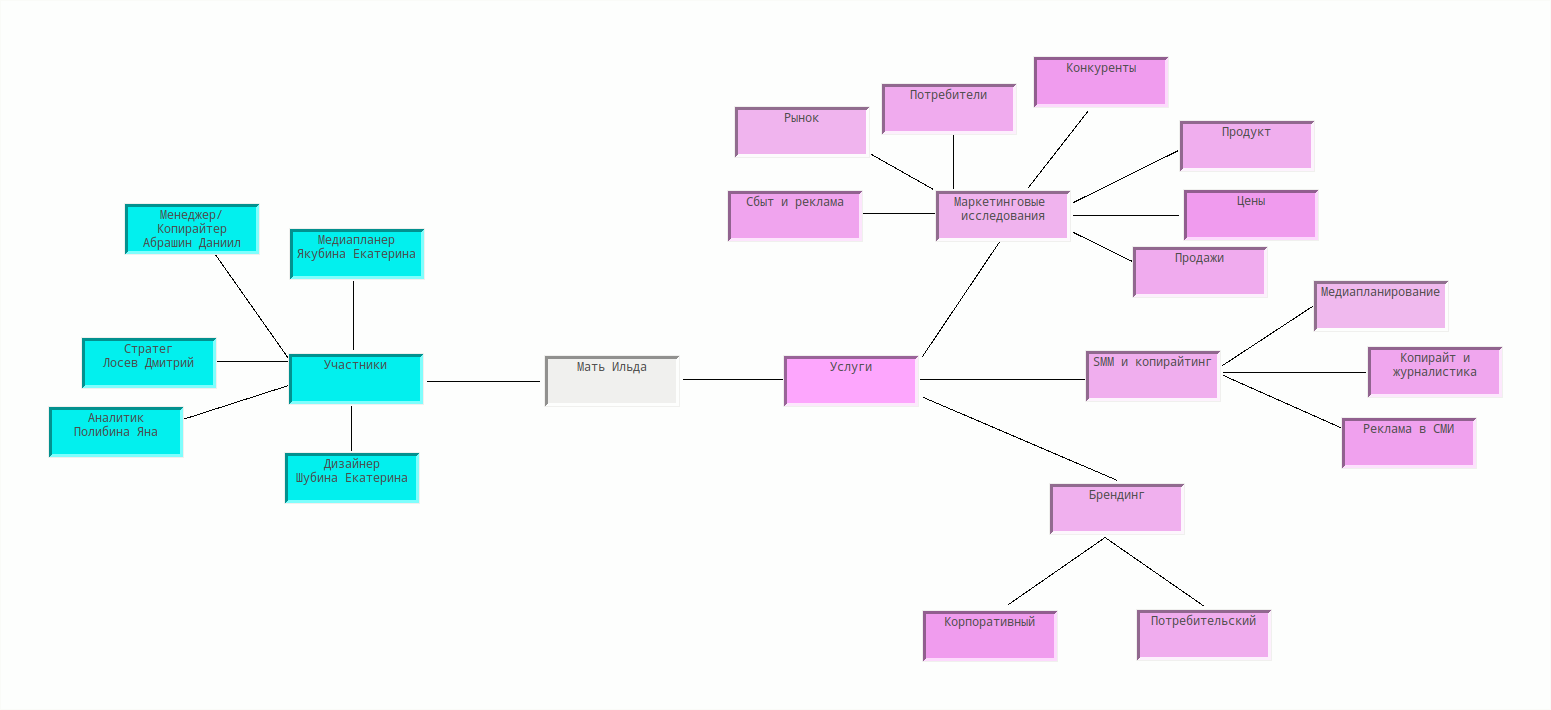 Конкуренты
Потребители
Рынок
Продукт
Сбыт и реклама
Маркетинговые
исследования
Цены
Продажи
Менеджер/
Копирайтер
Абрашин Даниил
Медиапланер
Якубина Екатерина
Стратег
Лосев Дмитрий
Участники
Аналитик
Полибина Яна
Дизайнер
Шубина Екатерина
Мать Ильда
Услуги
SMM и копирайтинг
Медиапланирование
Копирайт и
журналистика
Реклама в СМИ
Брендинг
Корпоративный
Потребительский